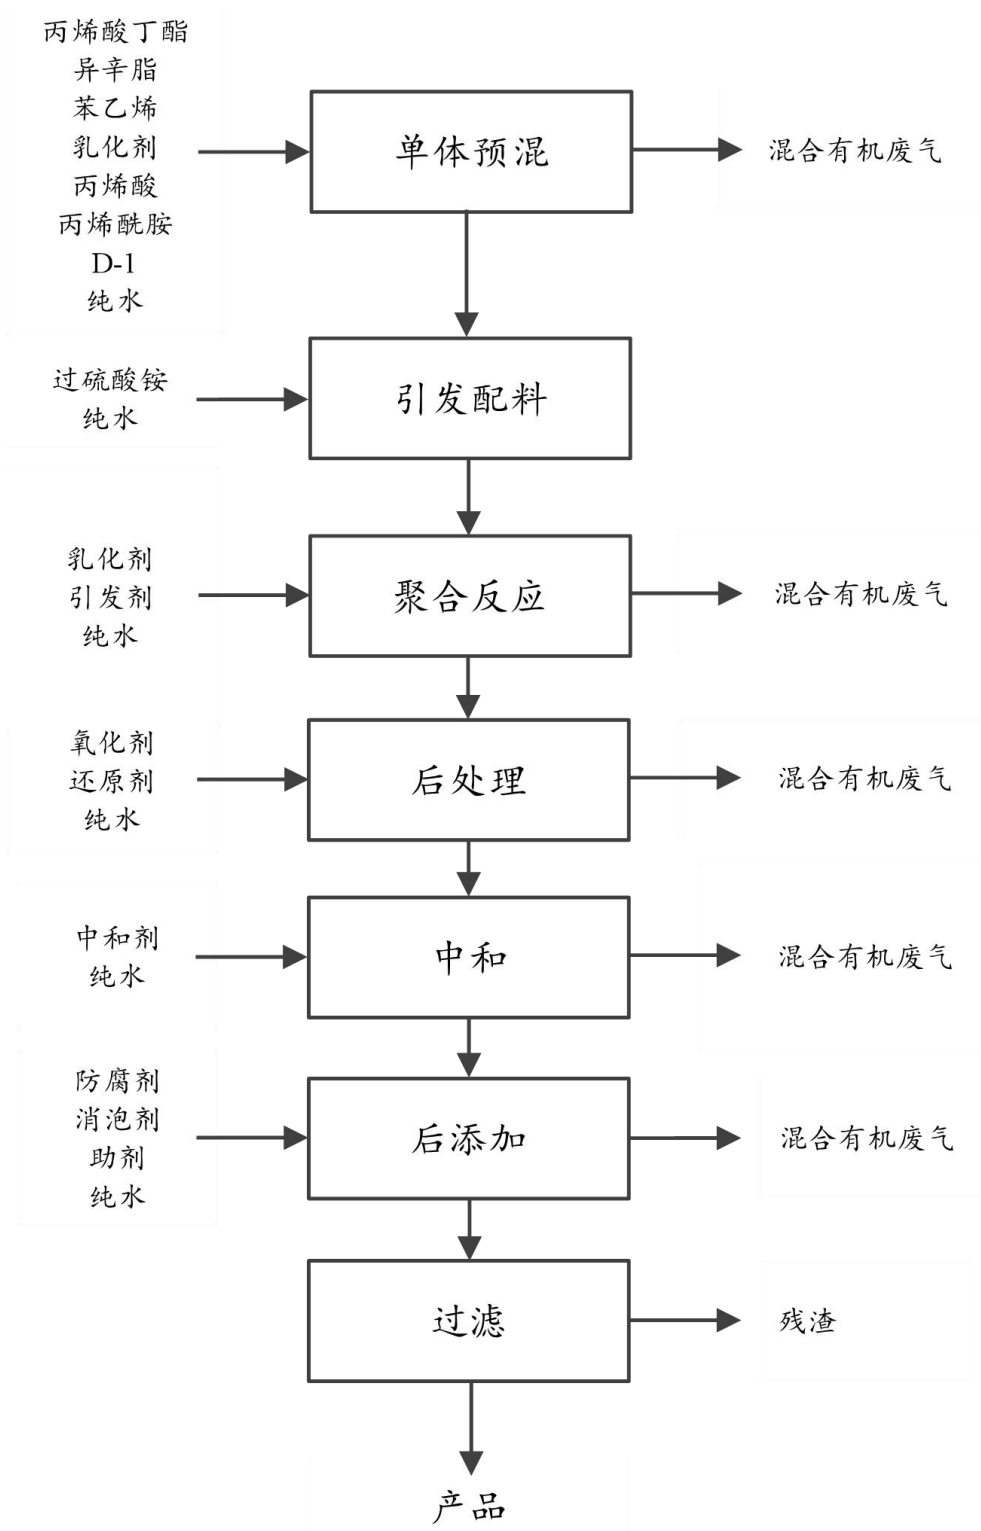 丙烯酸丁酯
异辛脂
苯乙烯
乳化剂
丙烯酸
丙烯酰胺
D-1
纯水
单体预混
混合有机废气
过硫酸铵
纯水
引发配料
乳化剂
引发剂
纯水
聚合反应
混合有机废气
氧化剂
还原剂
纯水
后处理
混合有机废气
中和剂
纯水
中和
混合有机废气
防腐剂
消泡剂
助剂
纯水
后添加
混合有机废气
过滤
残渣
产品